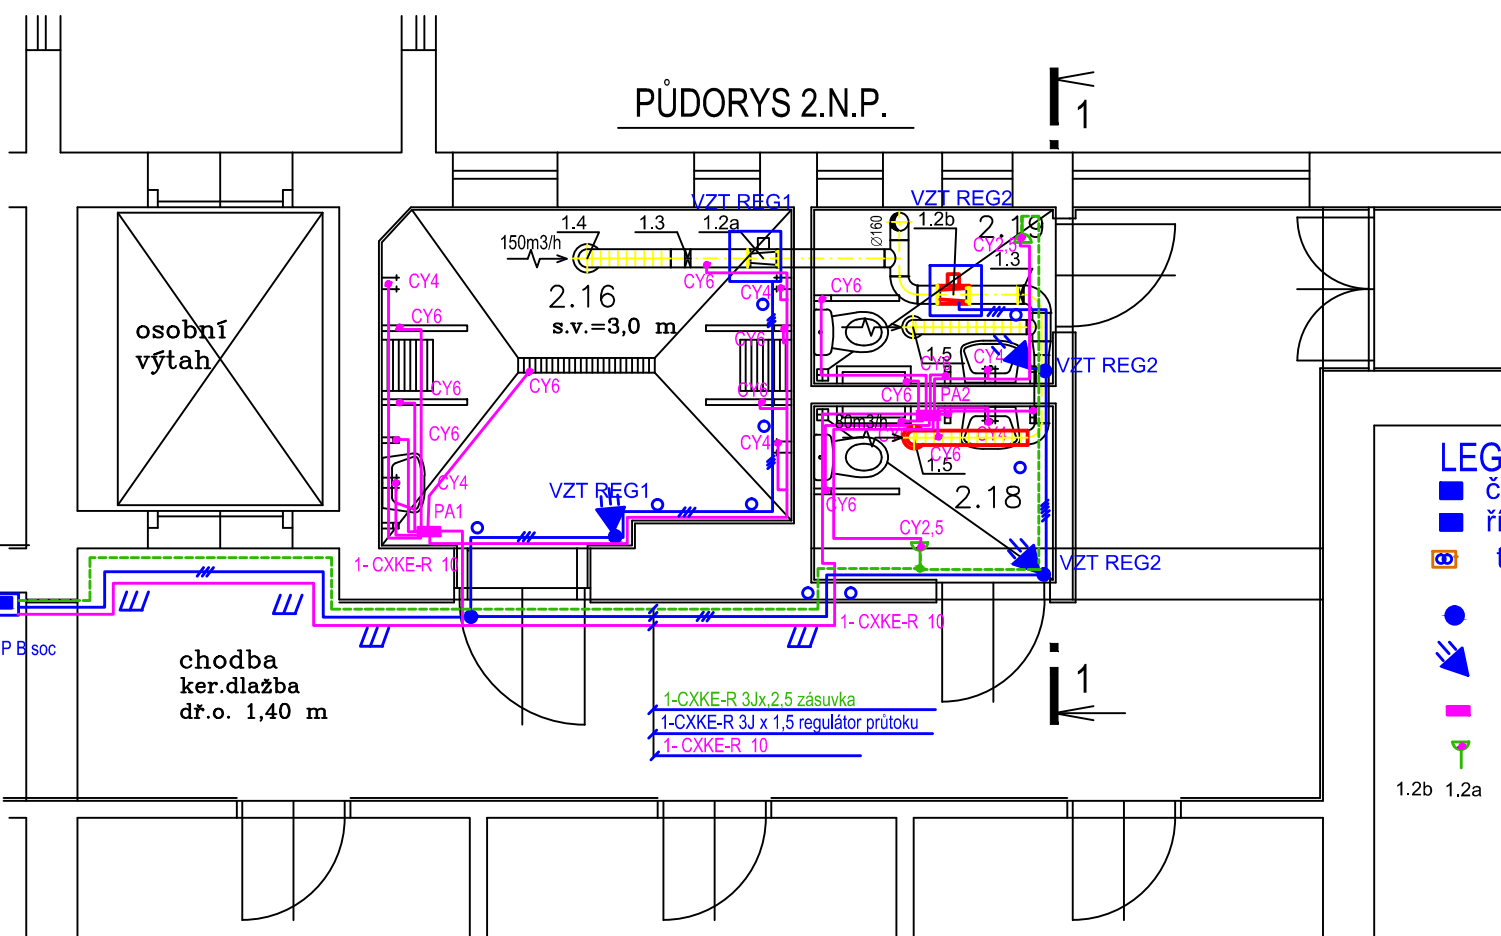 PŮDORYS 2.N.P.
1
VZT REG1
VZT REG2
1.4
1.3
1.2a
1.2b
2.19
Ø160
150m3/h
CY2,5
1.3
CY6
CY4
CY6
CY4
2.16
s.v.=3,0 m
CY6
osobní
výtah
CY6
1.5
CY6
CY4
VZT REG2
CY6
CY6
CY6
CY6
PA2
80m3/h
CY6
CY4
CY4
CY6
1.5
LEG
CY4
VZT REG1
2.18
č
CY6
PA1
CY2,5
ří
1- CXKE-R 10
VZT REG2
t
1- CXKE-R 10
P B soc
chodba
ker.dlažba
dř.o. 1,40 m
1
1-CXKE-R 3Jx,2,5 zásuvka
1-CXKE-R 3J x 1,5 regulátor průtoku
1- CXKE-R 10
1.2b 1.2a